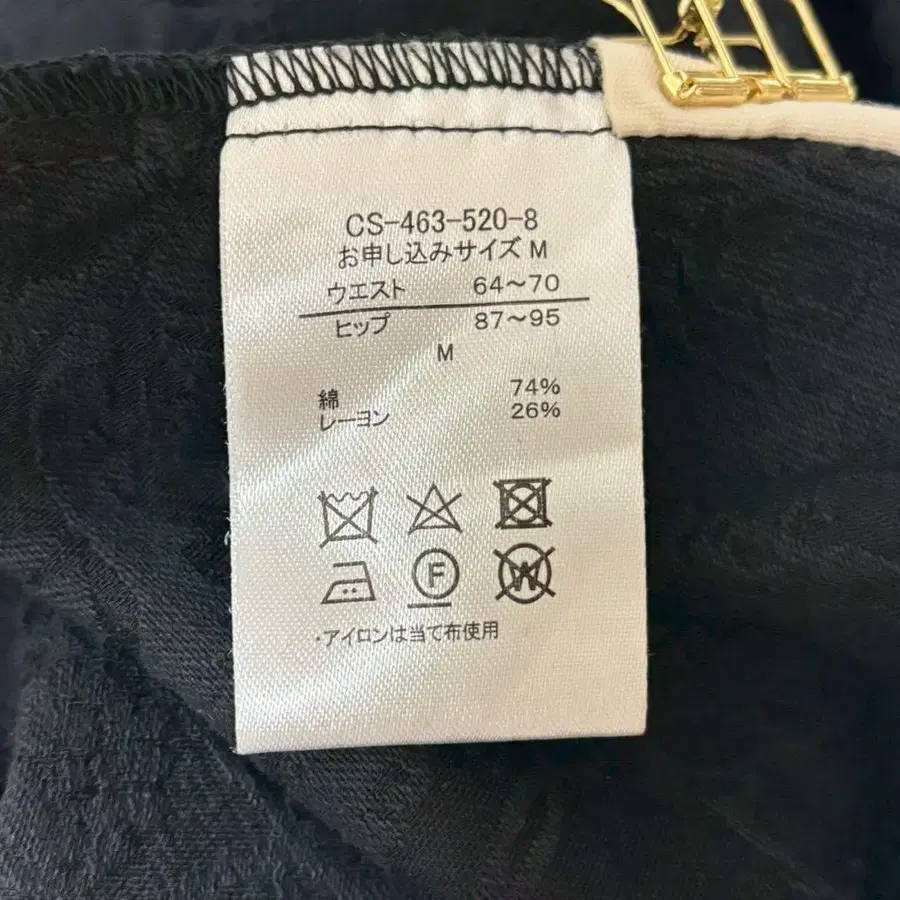 CS-463-520-8
お申し込みサイズ M
ウエスト 64~70
ヒップ 87~95
M
綿 74%
レーヨン 26%
F W
・アイロンは当て布使用